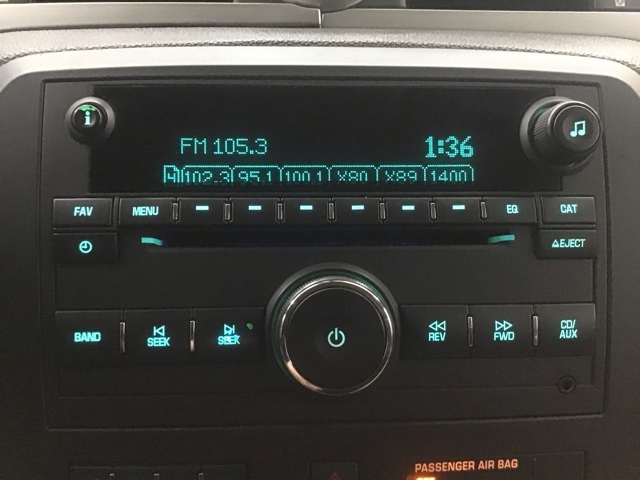 i
FM 105.3 1:36
4 102.3 95.1 100.1 X80 X89 1400
FAV MENU EQ CAT
EJECT
BAND SEEK SEEK REV FWD CD/
AUX
PASSENGER AIR BAG